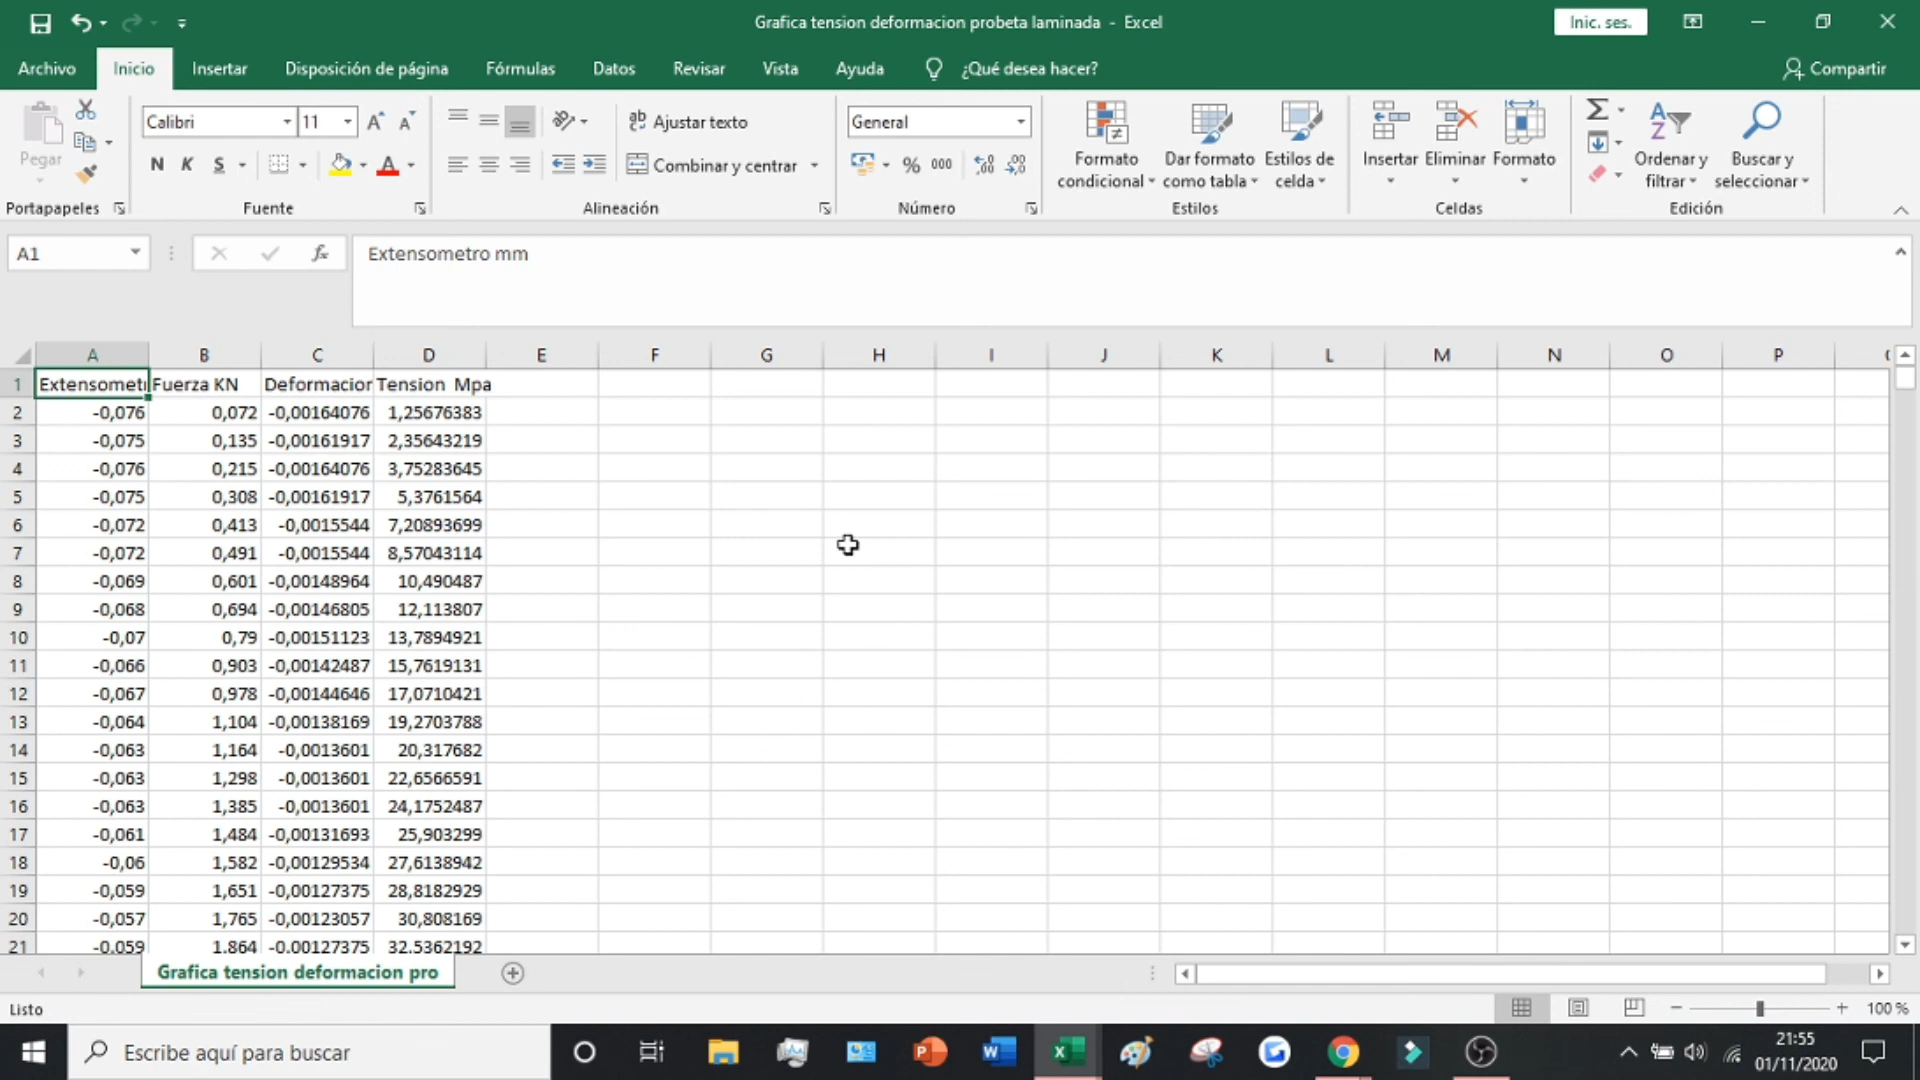 Grafica tension deformacion probeta laminada - Excel
Inic. ses.
Archivo Inicio Insertar Disposición de página Fórmulas Datos Revisar Vista Ayuda ¿Qué desea hacer? Compartir
Pegar
Portapapeles
Calibri 11
N K S
Fuente
Ajustar texto
Combinar y centrar
Alineación
General
% 000
Número
Formato condicional
Dar formato como tabla
Estilos de celda
Estilos
Insertar Eliminar Formato
Celdas
Ordenar y filtrar
Buscar y seleccionar
Edición
A1 fx Extensometro mm
A B C D E F G H I J K L M N O P
1 Extensometr Fuerza KN Deformacion Tension Mpa
2 -0,076 0,072 -0,00164076 1,25676383
3 -0,075 0,135 -0,00161917 2,35643219
4 -0,076 0,215 -0,00164076 3,75283645
5 -0,075 0,308 -0,00161917 5,3761564
6 -0,072 0,413 -0,0015544 7,20893699
7 -0,072 0,491 -0,0015544 8,57043114
8 -0,069 0,601 -0,00148964 10,490487
9 -0,068 0,694 -0,00146805 12,113807
10 -0,07 0,79 -0,00151123 13,7894921
11 -0,066 0,903 -0,00142487 15,7619131
12 -0,067 0,978 -0,00144646 17,0710421
13 -0,064 1,104 -0,00138169 19,2703788
14 -0,063 1,164 -0,0013601 20,317682
15 -0,063 1,298 -0,0013601 22,6566591
16 -0,063 1,385 -0,0013601 24,1752487
17 -0,061 1,484 -0,00131693 25,903299
18 -0,06 1,582 -0,00129534 27,6138942
19 -0,059 1,651 -0,00127375 28,8182929
20 -0,057 1,765 -0,00123057 30,808169
21 -0,059 1,864 -0,00127375 32,5362192
Grafica tension deformacion pro
Listo 100 %
Escribe aquí para buscar
21:55
01/11/2020